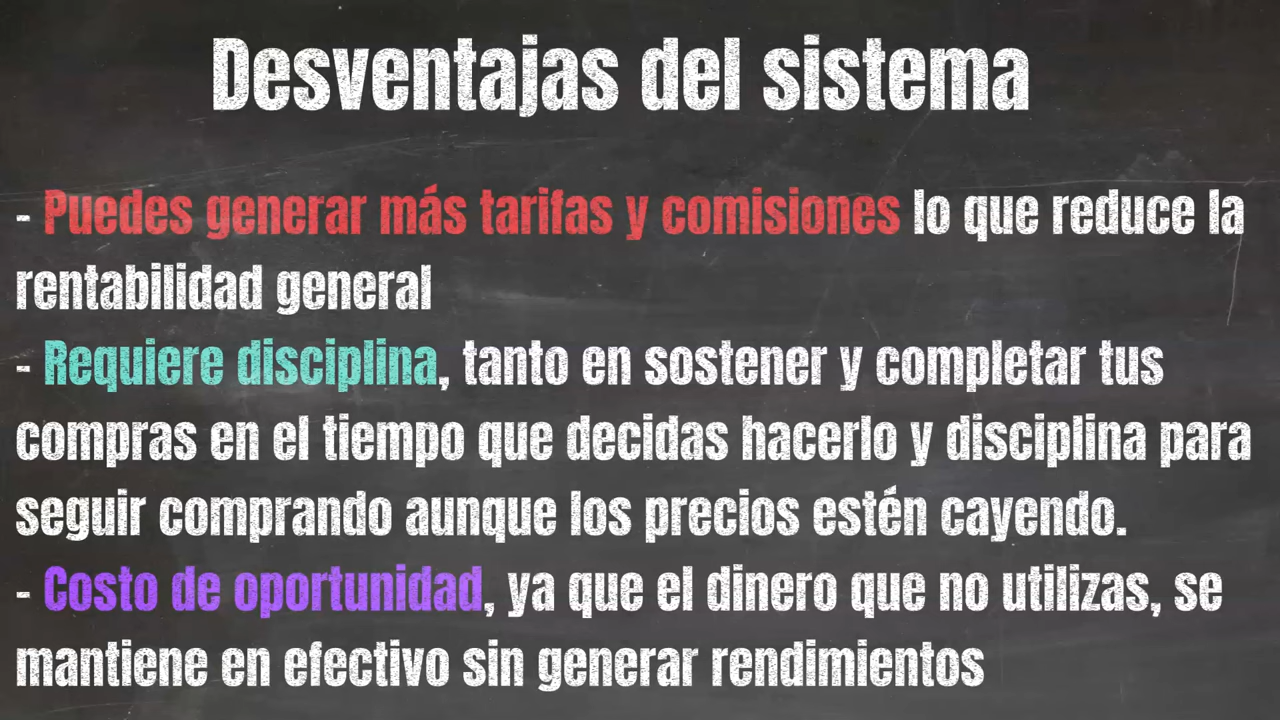 Desventajas del sistema
- Puedes generar más tarifas y comisiones lo que reduce la
rentabilidad general
- Requiere disciplina, tanto en sostener y completar tus
compras en el tiempo que decidas hacerlo y disciplina para
seguir comprando aunque los precios estén cayendo.
- Costo de oportunidad, ya que el dinero que no utilizas, se
mantiene en efectivo sin generar rendimientos